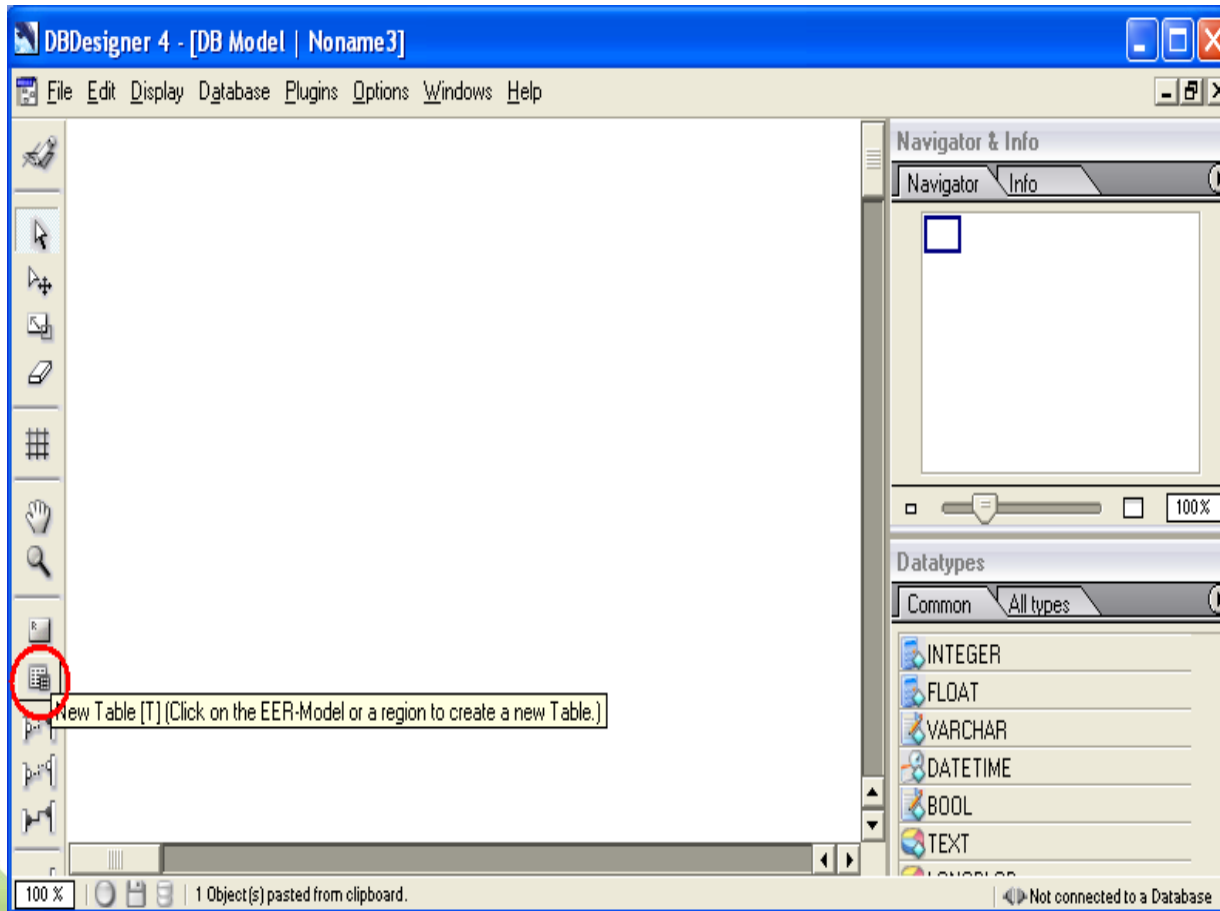 DBDesigner 4 - [DB Model | Noname3]
File Edit Display Database Plugins Options Windows Help
Navigator & Info
Navigator Info
100%
Datatypes
Common All types
INTEGER
FLOAT
VARCHAR
DATETIME
BOOL
TEXT
R
New Table [T] (Click on the EER-Model or a region to create a new Table.)
100 % 1 Object(s) pasted from clipboard. Not connected to a Database